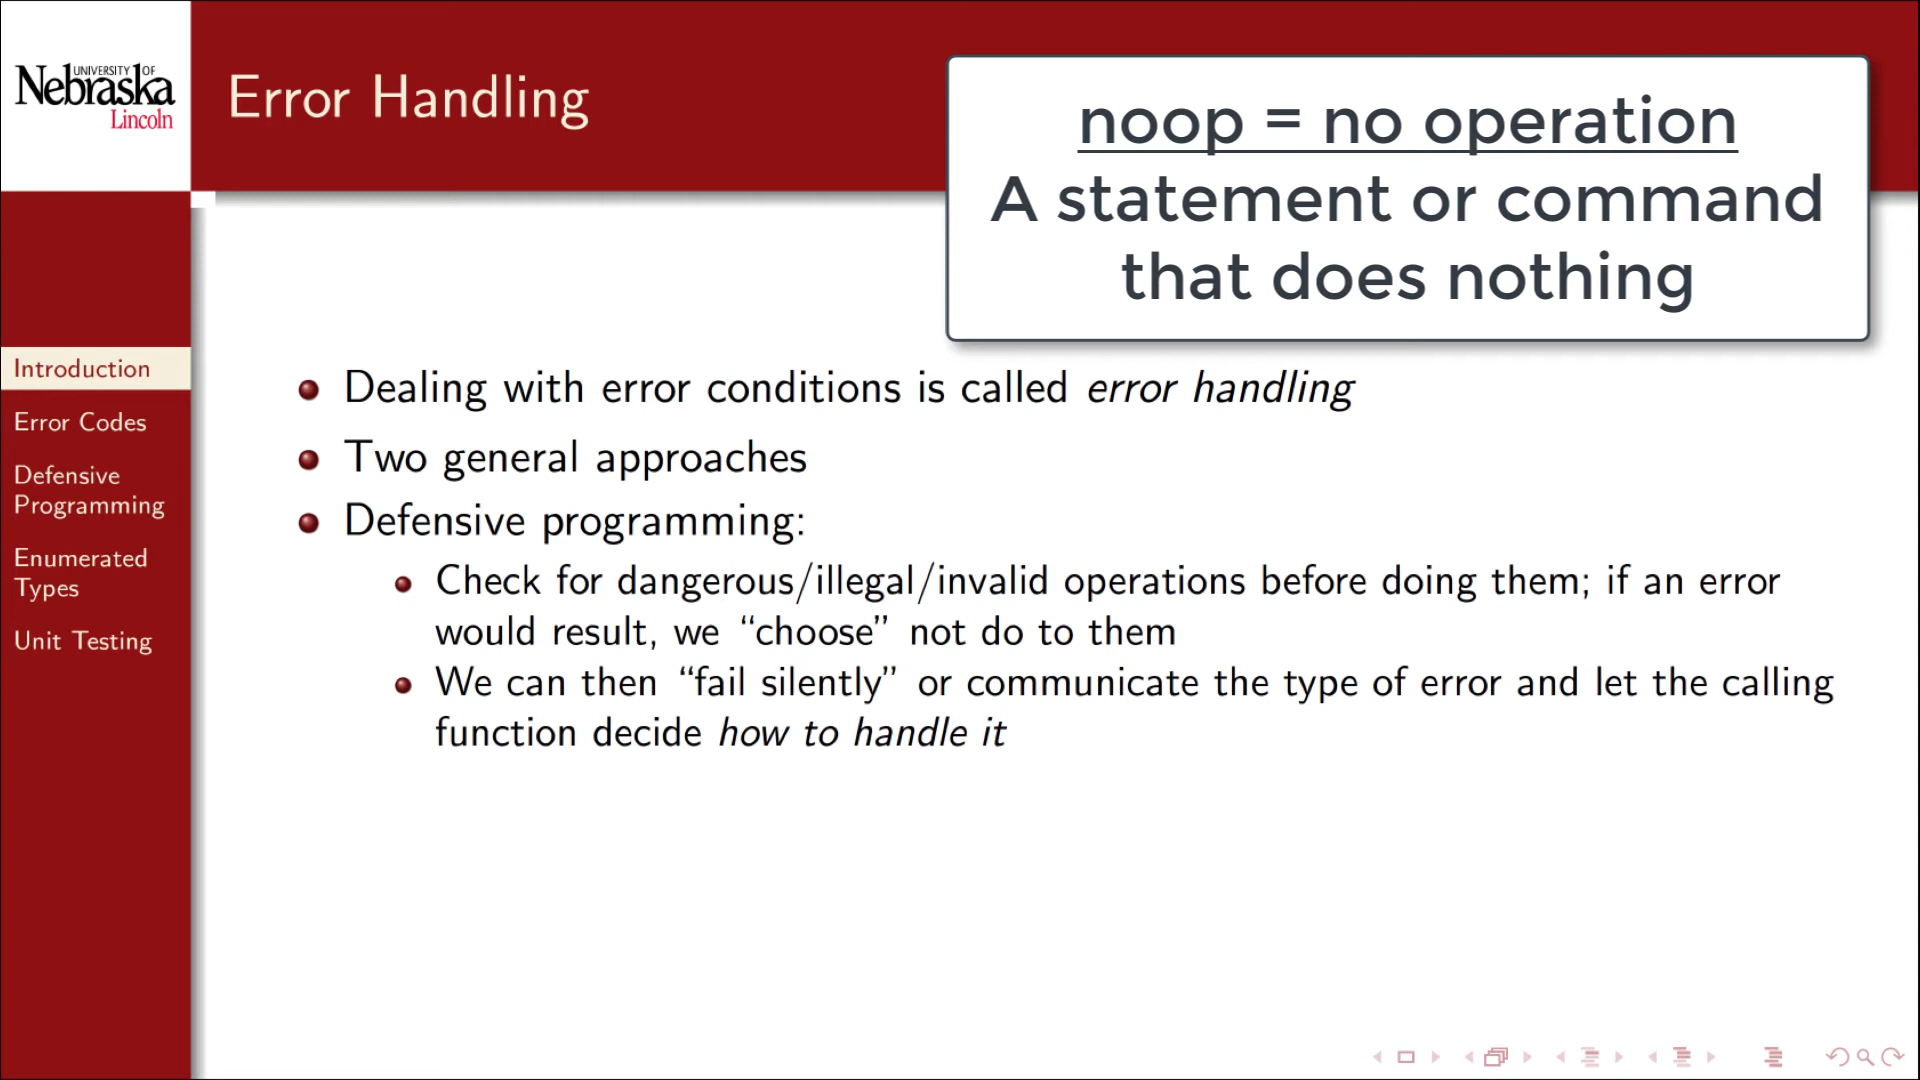 UNIVERSITY OF
Nebraska
Lincoln
Error Handling
noop = no operation
A statement or command
that does nothing
Introduction
Error Codes
Defensive
Programming
Enumerated
Types
Unit Testing
Dealing with error conditions is called error handling
Two general approaches
Defensive programming:
Check for dangerous/illegal/invalid operations before doing them; if an error
would result, we “choose” not do to them
We can then “fail silently” or communicate the type of error and let the calling
function decide how to handle it